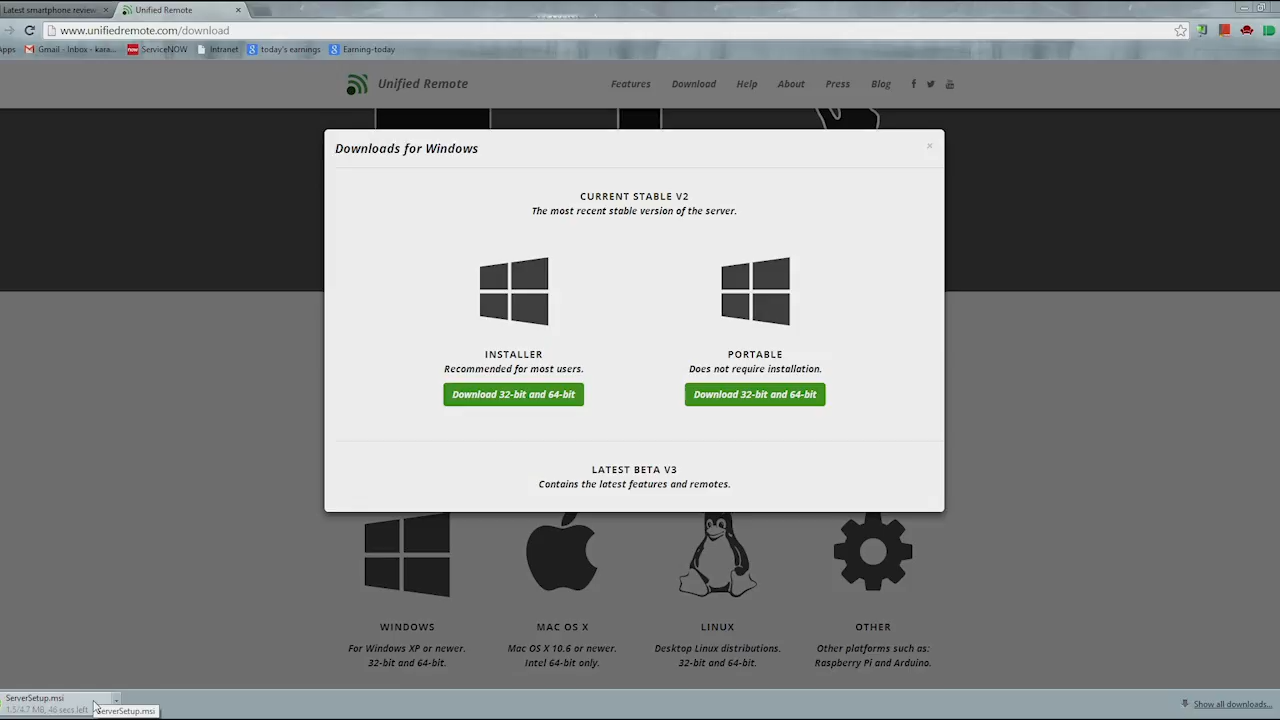 Latest smartphone review
Unified Remote
www.unifiedremote.com/download
Apps
Gmail - Inbox - kara...
now
ServiceNOW
Intranet
today's earnings
Earning-today
Unified Remote
Features
Download
Help
About
Press
Blog
Downloads for Windows
CURRENT STABLE V2
The most recent stable version of the server.
INSTALLER
Recommended for most users.
Download 32-bit and 64-bit
PORTABLE
Does not require installation.
Download 32-bit and 64-bit
LATEST BETA V3
Contains the latest features and remotes.
WINDOWS
For Windows XP or newer.
32-bit and 64-bit.
MAC OS X
Mac OS X 10.6 or newer.
Intel 64-bit only.
LINUX
Desktop Linux distributions.
32-bit and 64-bit.
OTHER
Other platforms such as:
Raspberry Pi and Arduino.
ServerSetup.msi
1.5/4.7 MB, 46 secs left
ServerSetup.msi
Show all downloads...